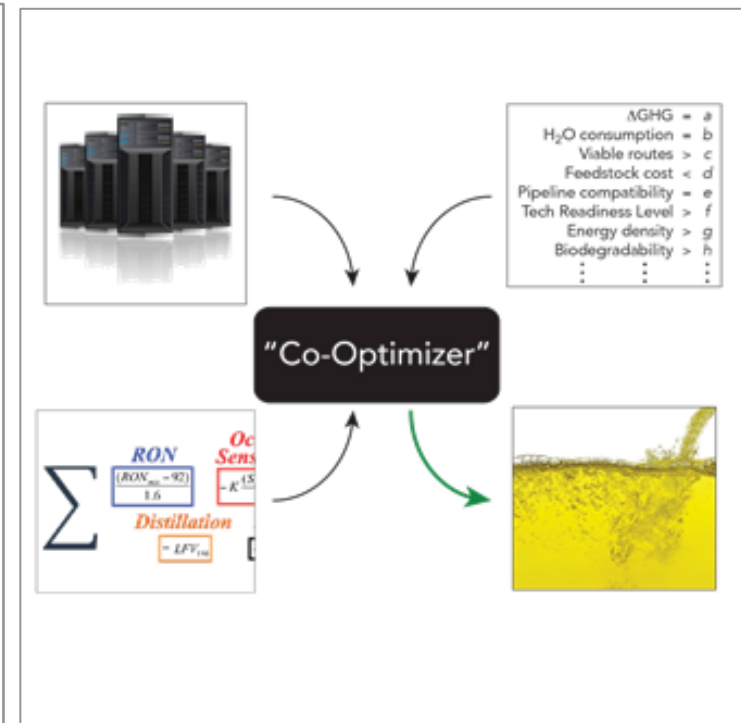 ΔGHG = a
H₂O consumption = b
Viable routes > c
Feedstock cost < d
Pipeline compatibility = e
Tech Readiness Level > f
Energy density > g
Biodegradability > h
"Co-Optimizer"
RON
(RONmix −92)
1.6
Oc
Sens
−K
Distillation
= LFV150